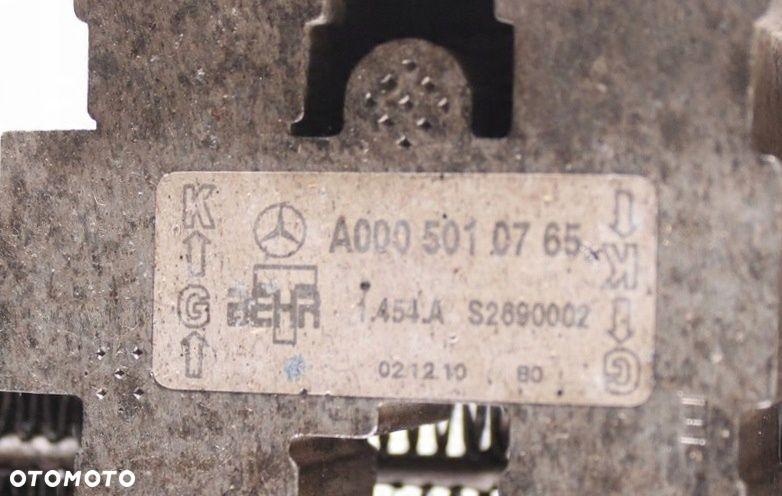 K
G
A000 501 07 65
BEHR
1.454.A S2690002
02.12.10 80
K
G
OTOMOTO